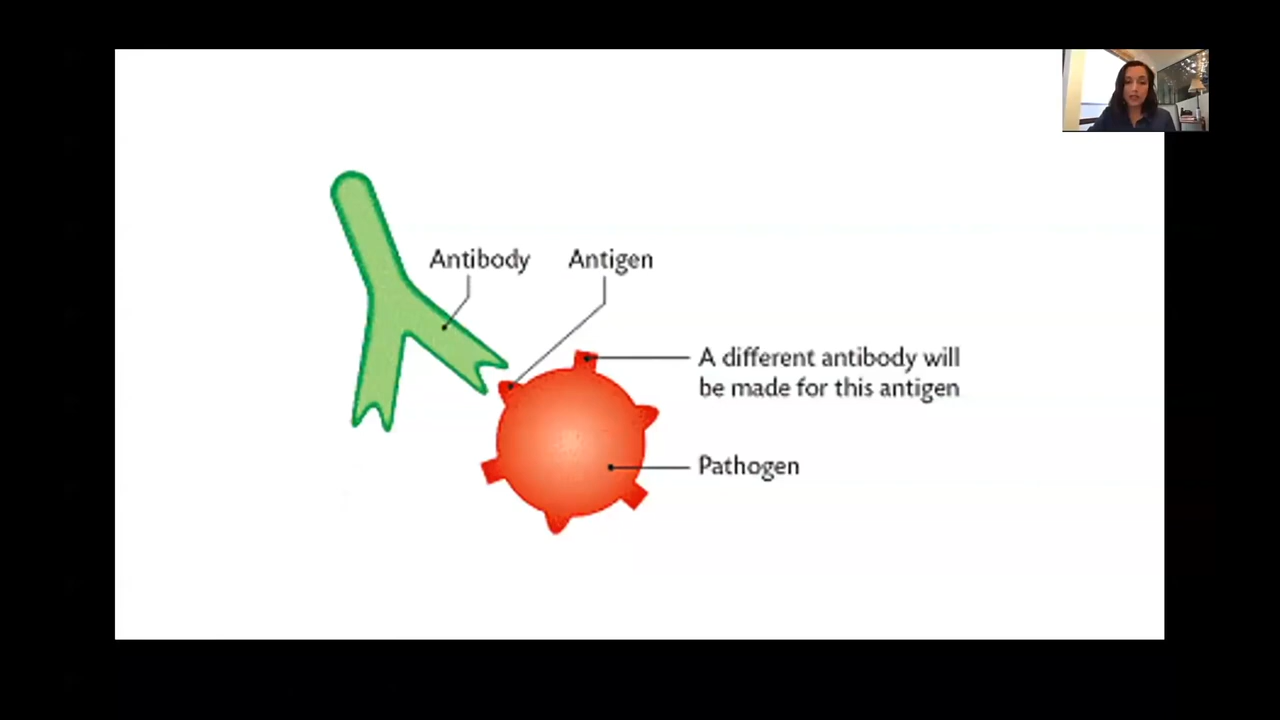 Antibody
Antigen
A different antibody will
be made for this antigen
Pathogen